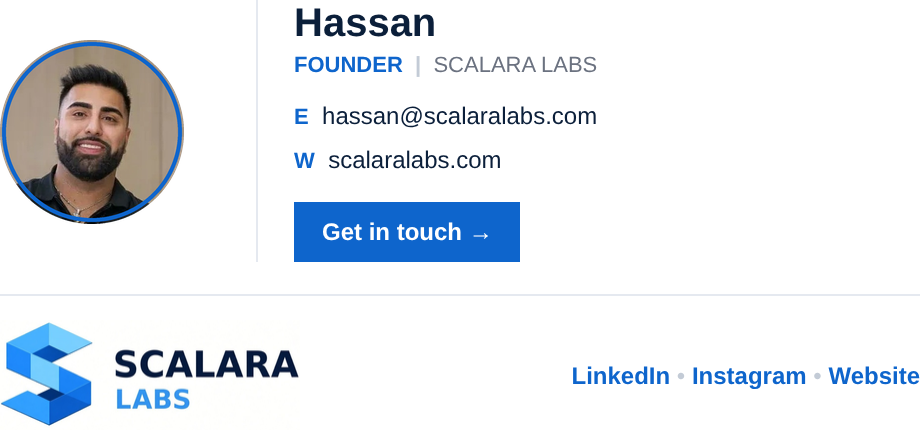 Hassan
FOUNDER | SCALARA LABS
E hassan@scalaralabs.com
W scalaralabs.com
Get in touch →
SCALARA
LABS
LinkedIn • Instagram • Website